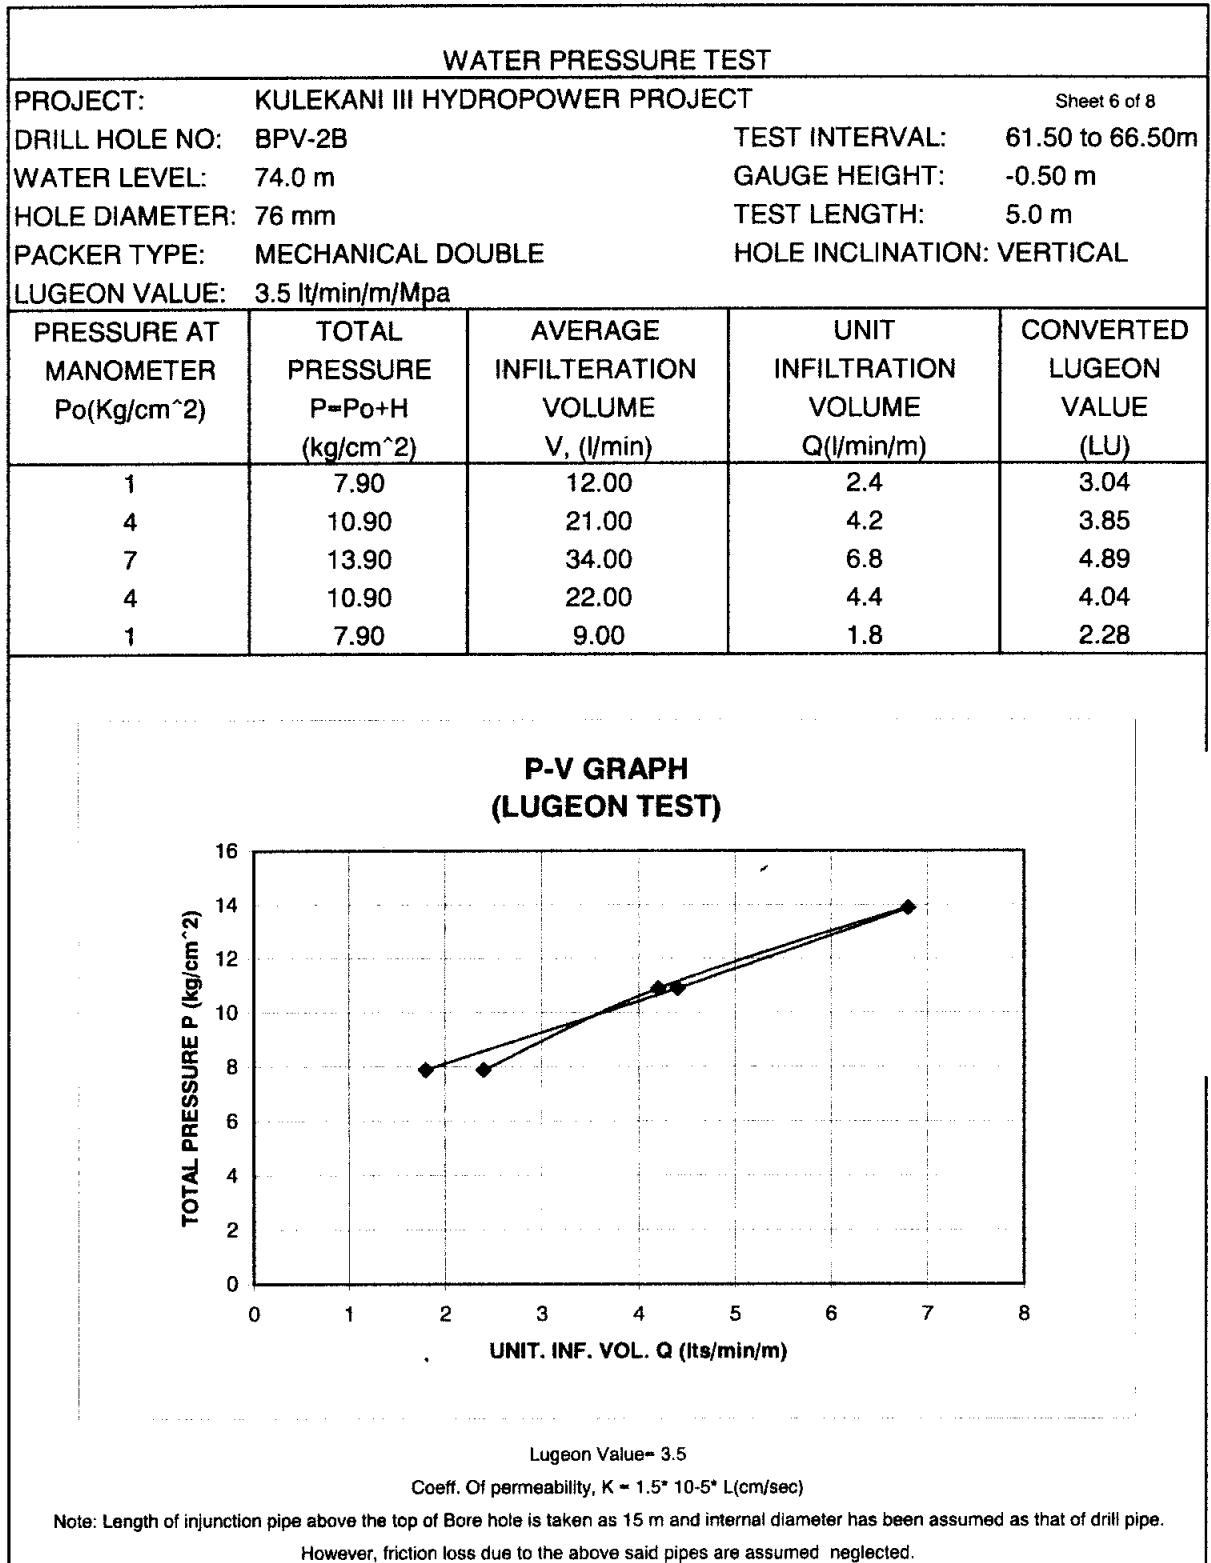 WATER PRESSURE TEST
PROJECT: KULEKANI III HYDROPOWER PROJECT Sheet 6 of 8
DRILL HOLE NO: BPV-2B TEST INTERVAL: 61.50 to 66.50m
WATER LEVEL: 74.0 m GAUGE HEIGHT: -0.50 m
HOLE DIAMETER: 76 mm TEST LENGTH: 5.0 m
PACKER TYPE: MECHANICAL DOUBLE HOLE INCLINATION: VERTICAL
LUGEON VALUE: 3.5 lt/min/m/Mpa
PRESSURE AT TOTAL AVERAGE UNIT CONVERTED
MANOMETER PRESSURE INFILTERATION INFILTRATION LUGEON
Po(Kg/cm^2) P=Po+H VOLUME VOLUME VALUE
(kg/cm^2) V, (l/min) Q(l/min/m) (LU)
1 7.90 12.00 2.4 3.04
4 10.90 21.00 4.2 3.85
7 13.90 34.00 6.8 4.89
4 10.90 22.00 4.4 4.04
1 7.90 9.00 1.8 2.28
P-V GRAPH
(LUGEON TEST)
TOTAL PRESSURE P (kg/cm^2)
16
14
12
10
8
6
4
2
0
0 1 2 3 4 5 6 7 8
UNIT. INF. VOL. Q (lts/min/m)
Lugeon Value= 3.5
Coeff. Of permeability, K = 1.5* 10-5* L(cm/sec)
Note: Length of injunction pipe above the top of Bore hole is taken as 15 m and internal diameter has been assumed as that of drill pipe.
However, friction loss due to the above said pipes are assumed neglected.